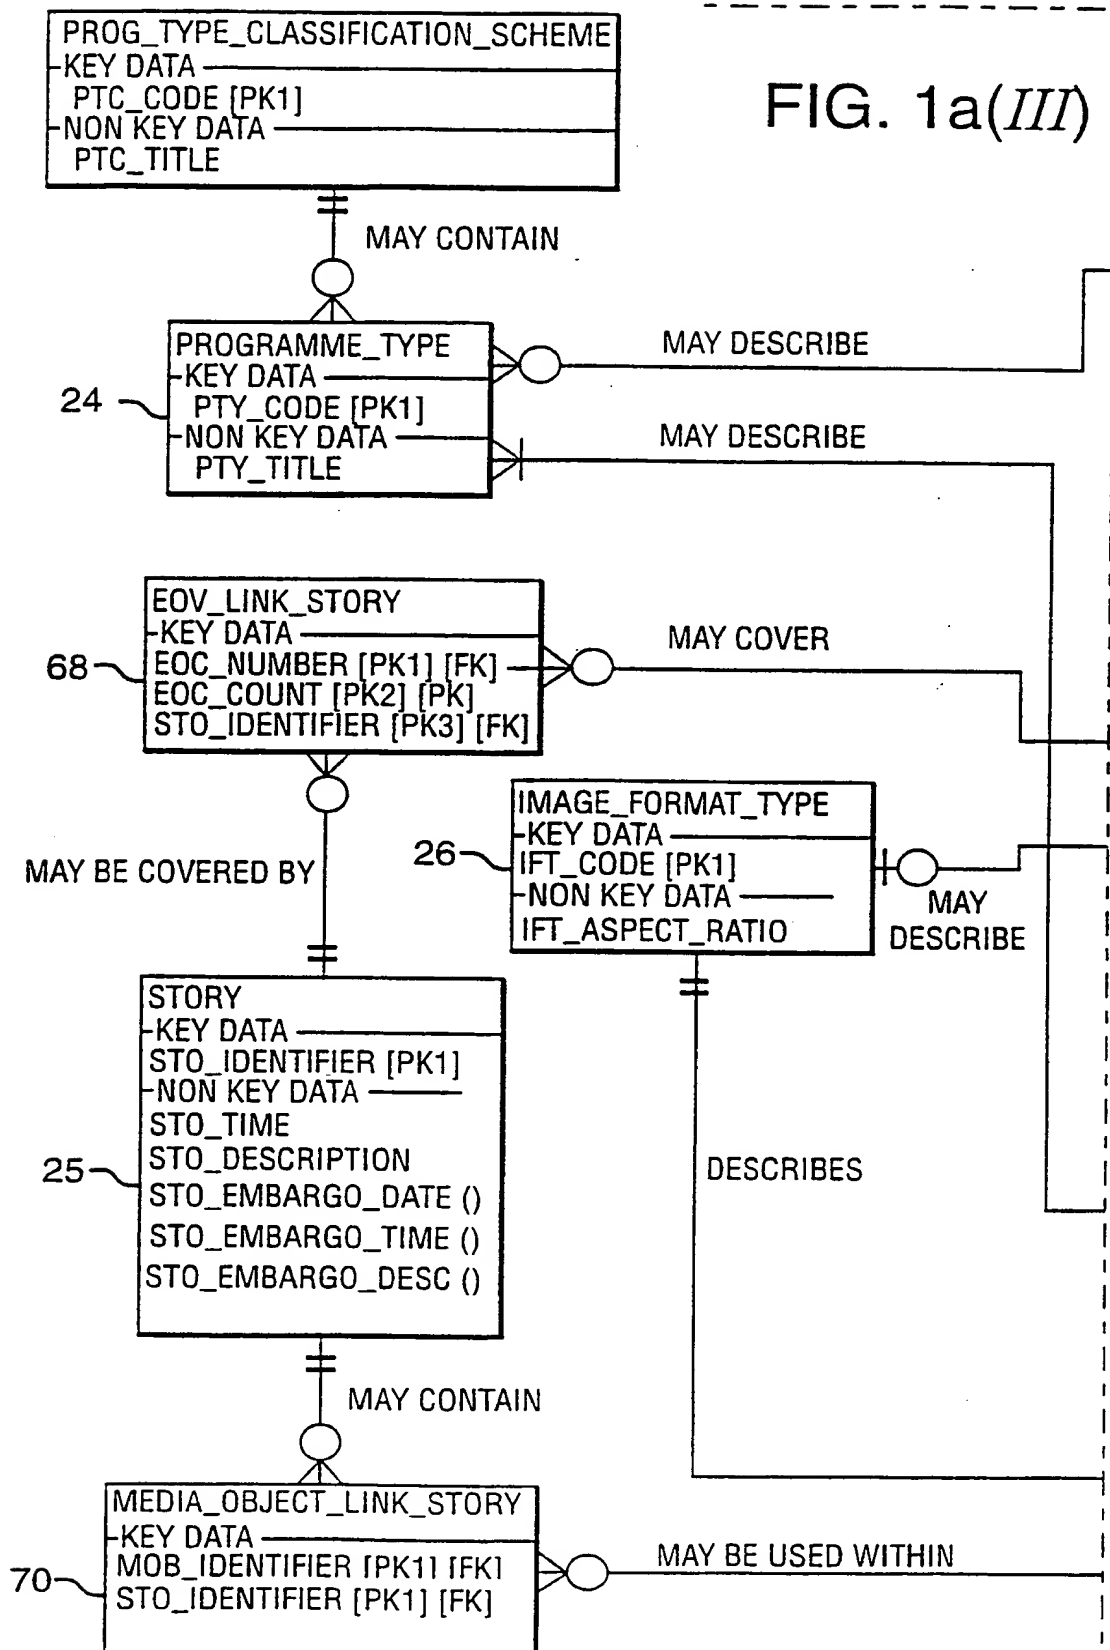 PROG_TYPE_CLASSIFICATION_SCHEME
KEY DATA
PTC_CODE [PK1]
NON KEY DATA
PTC_TITLE
FIG. 1a(III)
MAY CONTAIN
PROGRAMME_TYPE
KEY DATA
PTY_CODE [PK1]
NON KEY DATA
PTY_TITLE
24
MAY DESCRIBE
MAY DESCRIBE
EOV_LINK_STORY
KEY DATA
EOC_NUMBER [PK1] [FK]
EOC_COUNT [PK2] [PK]
STO_IDENTIFIER [PK3] [FK]
68
MAY COVER
IMAGE_FORMAT_TYPE
KEY DATA
IFT_CODE [PK1]
NON KEY DATA
IFT_ASPECT_RATIO
26
MAY
DESCRIBE
MAY BE COVERED BY
STORY
KEY DATA
STO_IDENTIFIER [PK1]
NON KEY DATA
STO_TIME
STO_DESCRIPTION
STO_EMBARGO_DATE ()
STO_EMBARGO_TIME ()
STO_EMBARGO_DESC ()
25
DESCRIBES
MAY CONTAIN
MEDIA_OBJECT_LINK_STORY
KEY DATA
MOB_IDENTIFIER [PK1] [FK]
STO_IDENTIFIER [PK1] [FK]
70
MAY BE USED WITHIN